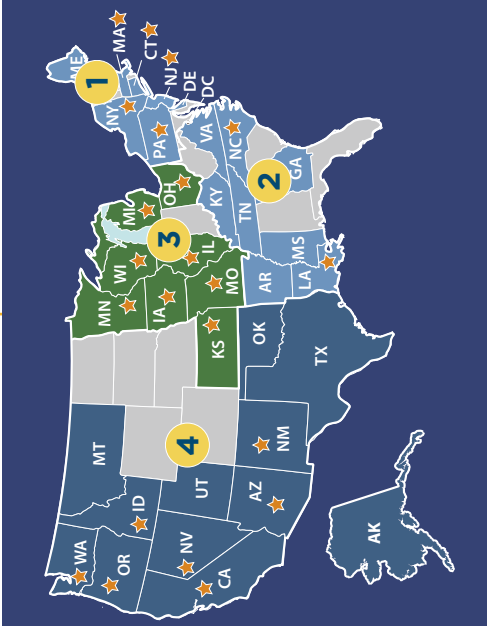 WA
OR
CA
NV
ID
MT
UT
AZ
NM
4
OK
TX
AK
KS
MN
IA
MO
WI
IL
3
MI
OH
AR
LA
MS
TN
KY
2
GA
NC
VA
PA
NY
1
ME
MA
CT
NJ
DE
DC